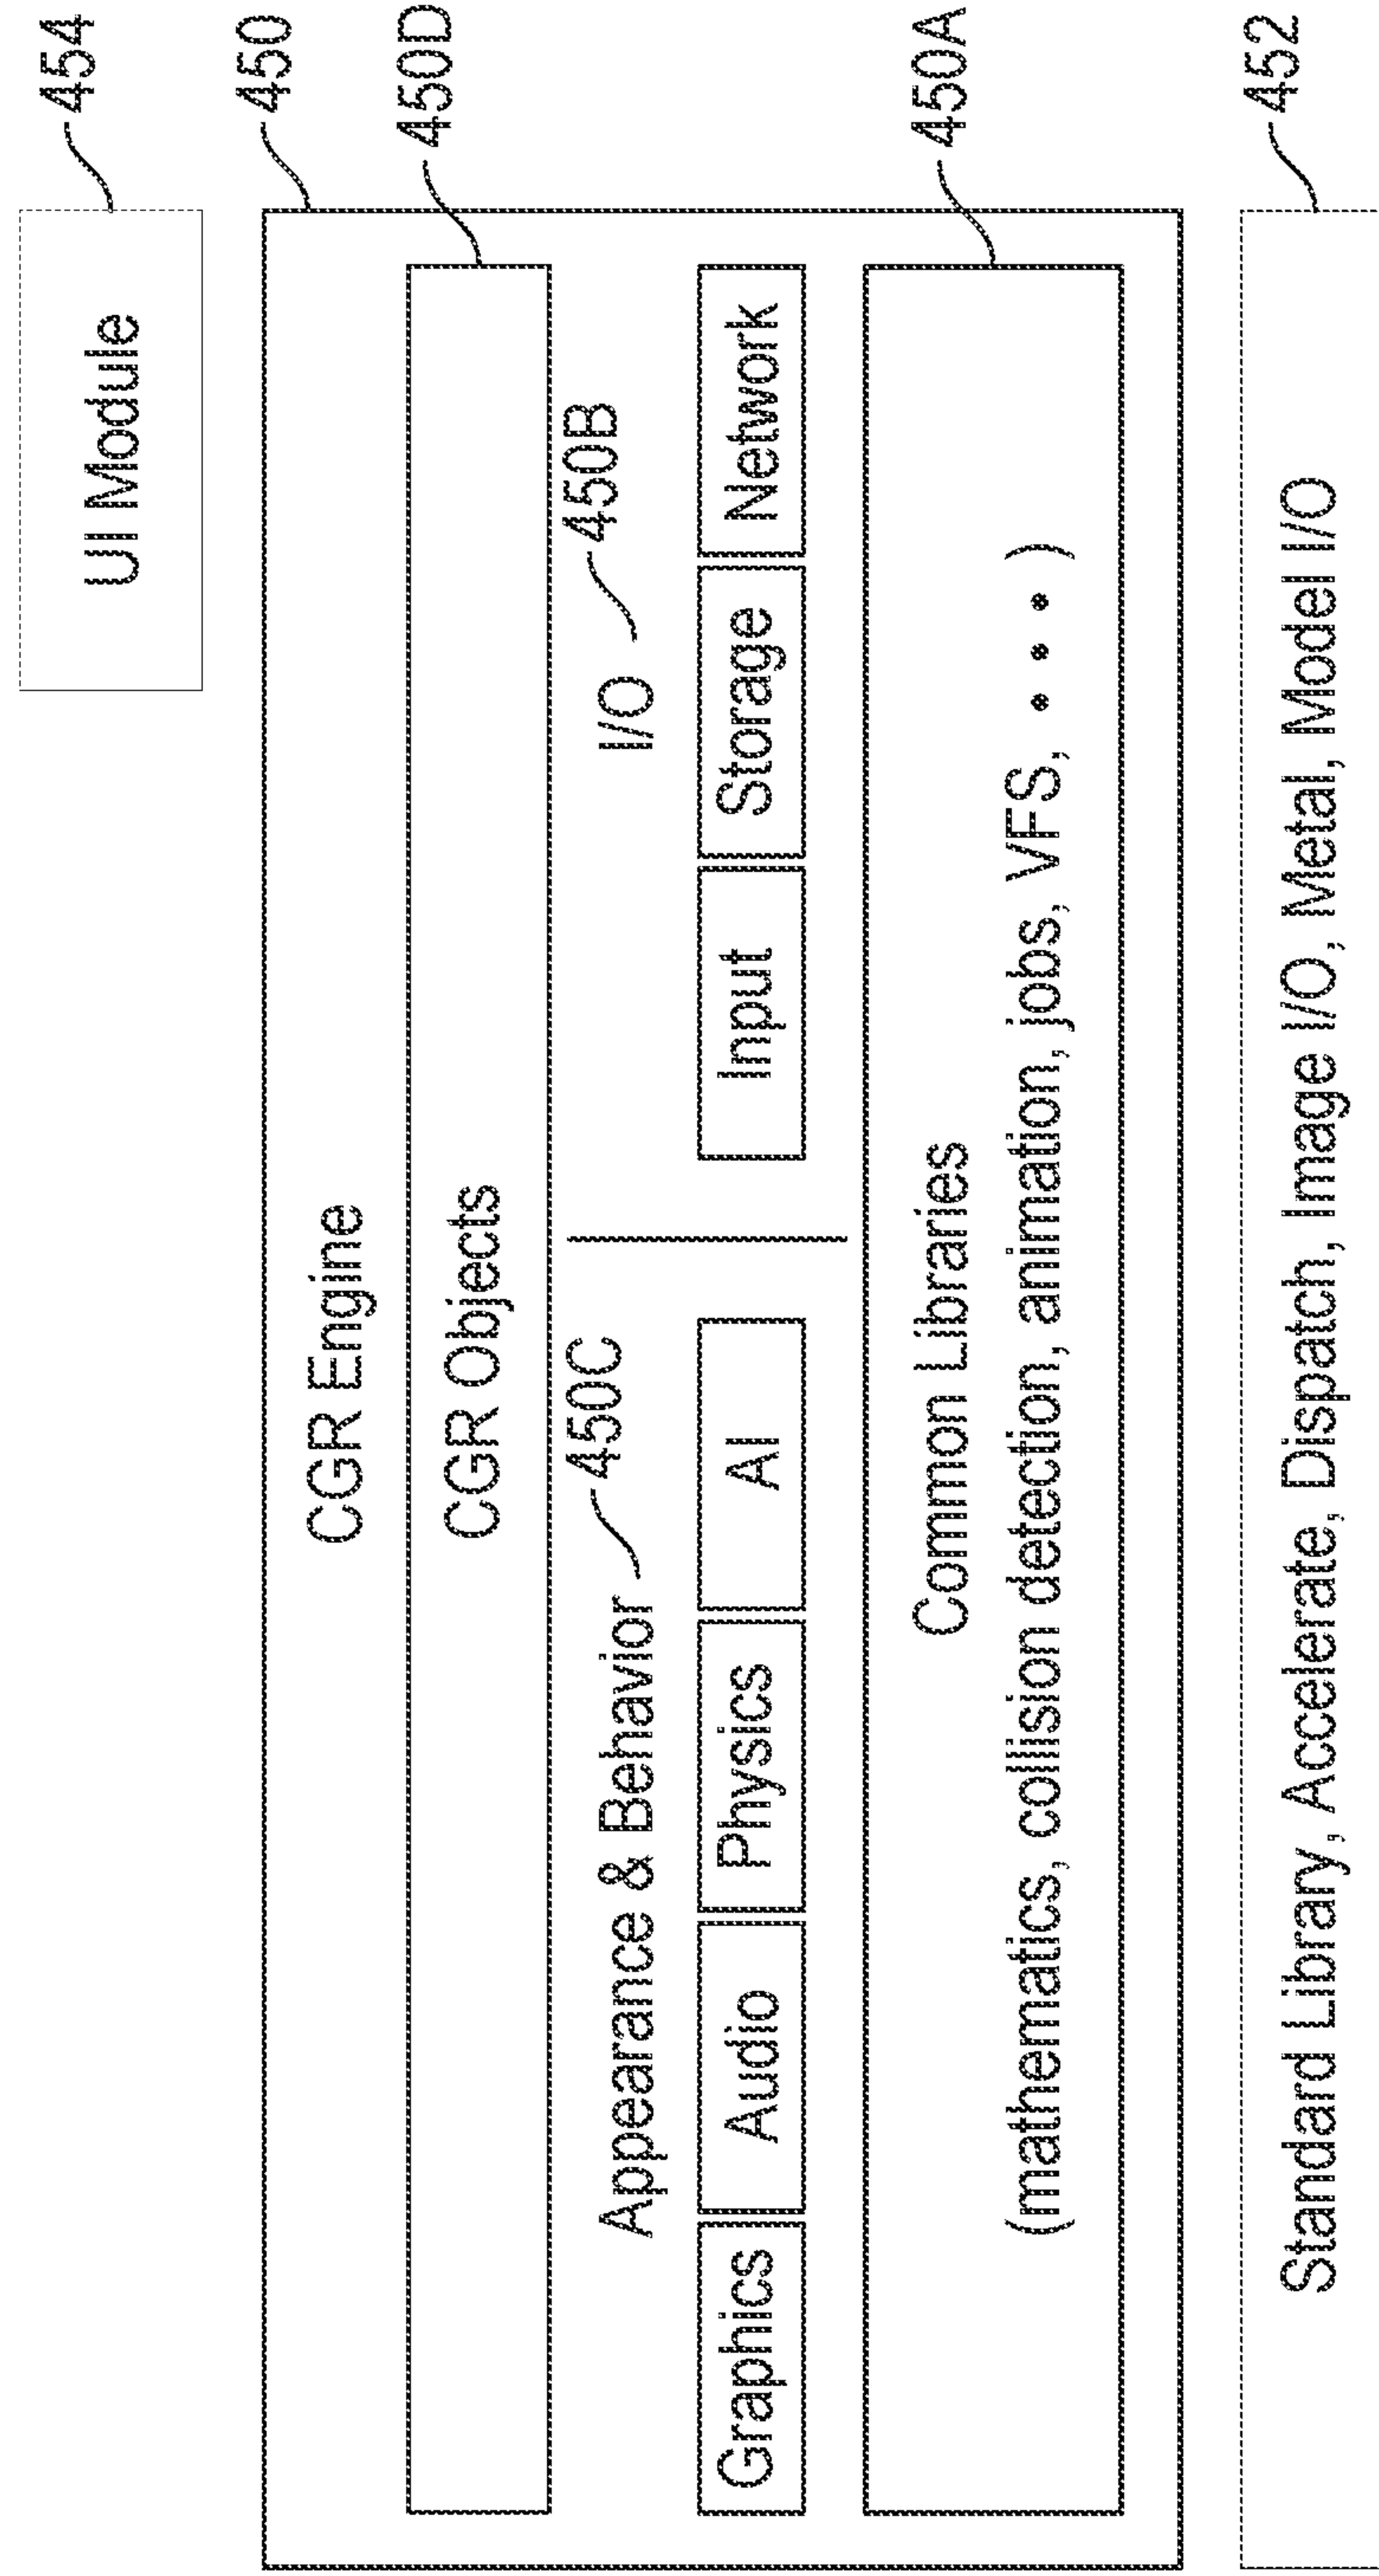 UI Module
454
CGR Engine
450
CGR Objects
450D
Appearance & Behavior 450C
I/O 450B
Graphics Audio Physics AI Input Storage Network
Common Libraries
450A
(mathematics, collision detection, animation, jobs, VFS, • • • )
Standard Library, Accelerate, Dispatch, Image I/O, Metal, Model I/O
452